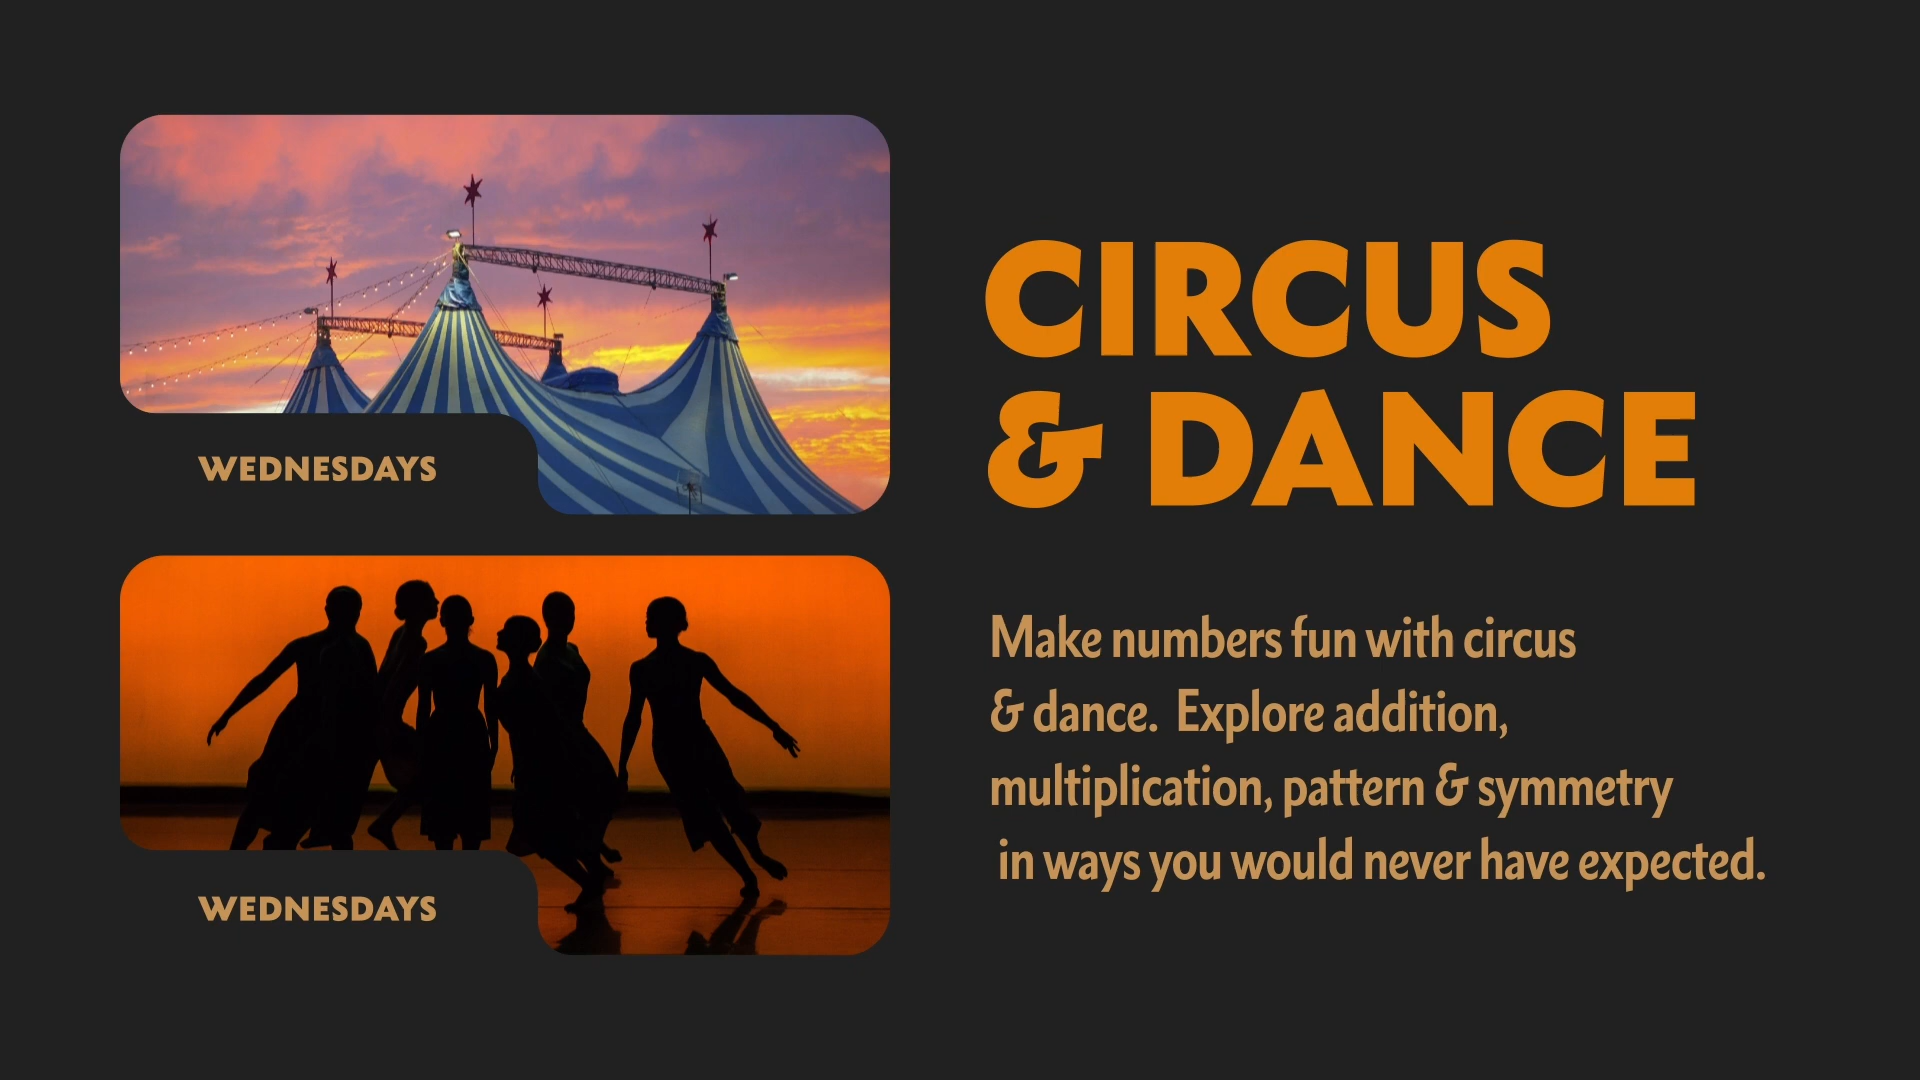 WEDNESDAYS
WEDNESDAYS
CIRCUS
& DANCE
Make numbers fun with circus
& dance.  Explore addition,
multiplication, pattern & symmetry
in ways you would never have expected.